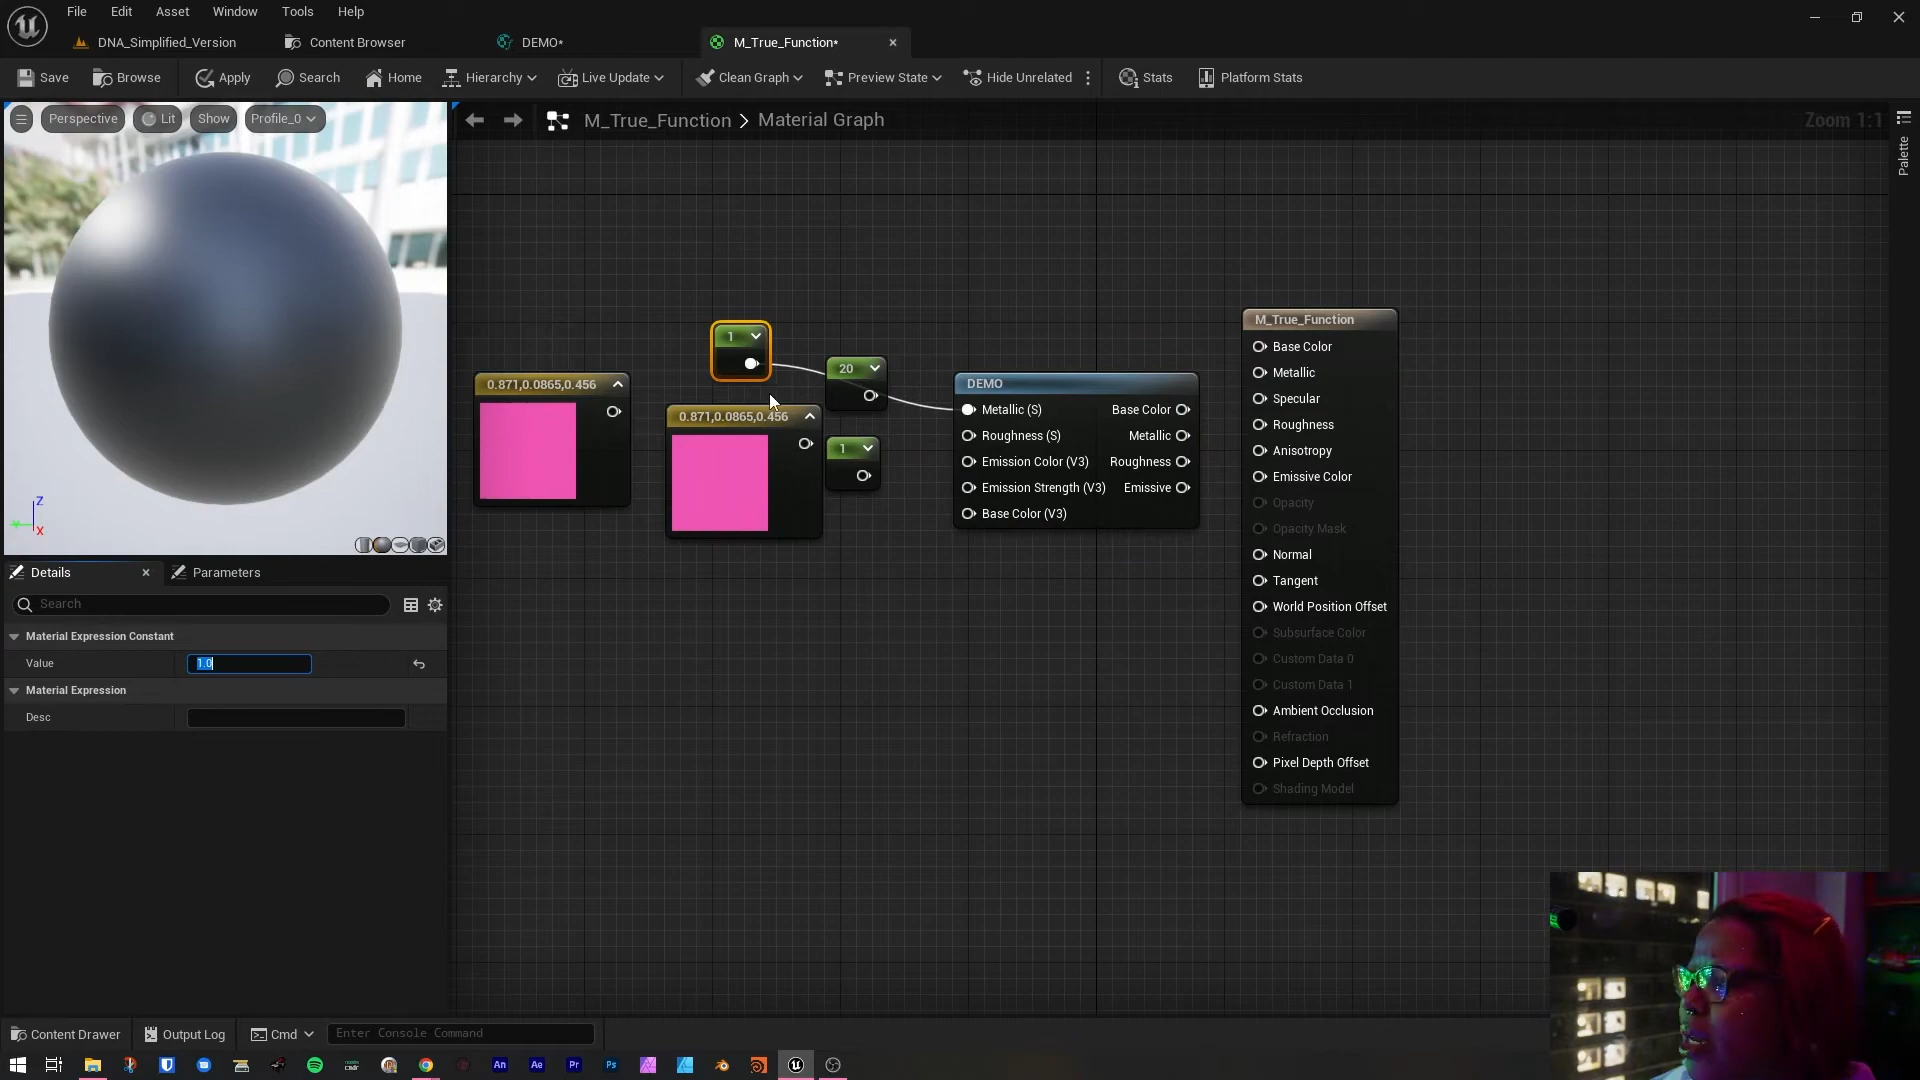 File Edit Asset Window Tools Help
DNA_Simplified_Version Content Browser DEMO* M_True_Function*
Save Browse Apply Search Home Hierarchy Live Update Clean Graph Preview State Hide Unrelated Stats Platform Stats
Perspective Lit Show Profile_0
M_True_Function > Material Graph
Zoom 1:1
Palette
1
20
0.871,0.0865,0.456
0.871,0.0865,0.456
1
DEMO
Metallic (S) Base Color
Roughness (S) Metallic
Emission Color (V3) Roughness
Emission Strength (V3) Emissive
Base Color (V3)
M_True_Function
Base Color
Metallic
Specular
Roughness
Anisotropy
Emissive Color
Opacity
Opacity Mask
Normal
Tangent
World Position Offset
Subsurface Color
Custom Data 0
Custom Data 1
Ambient Occlusion
Refraction
Pixel Depth Offset
Shading Model
Z
Y
X
Details Parameters
Search
Material Expression Constant
Value 1.0
Material Expression
Desc
Content Drawer Output Log Cmd Enter Console Command
An Ae Pr Ps